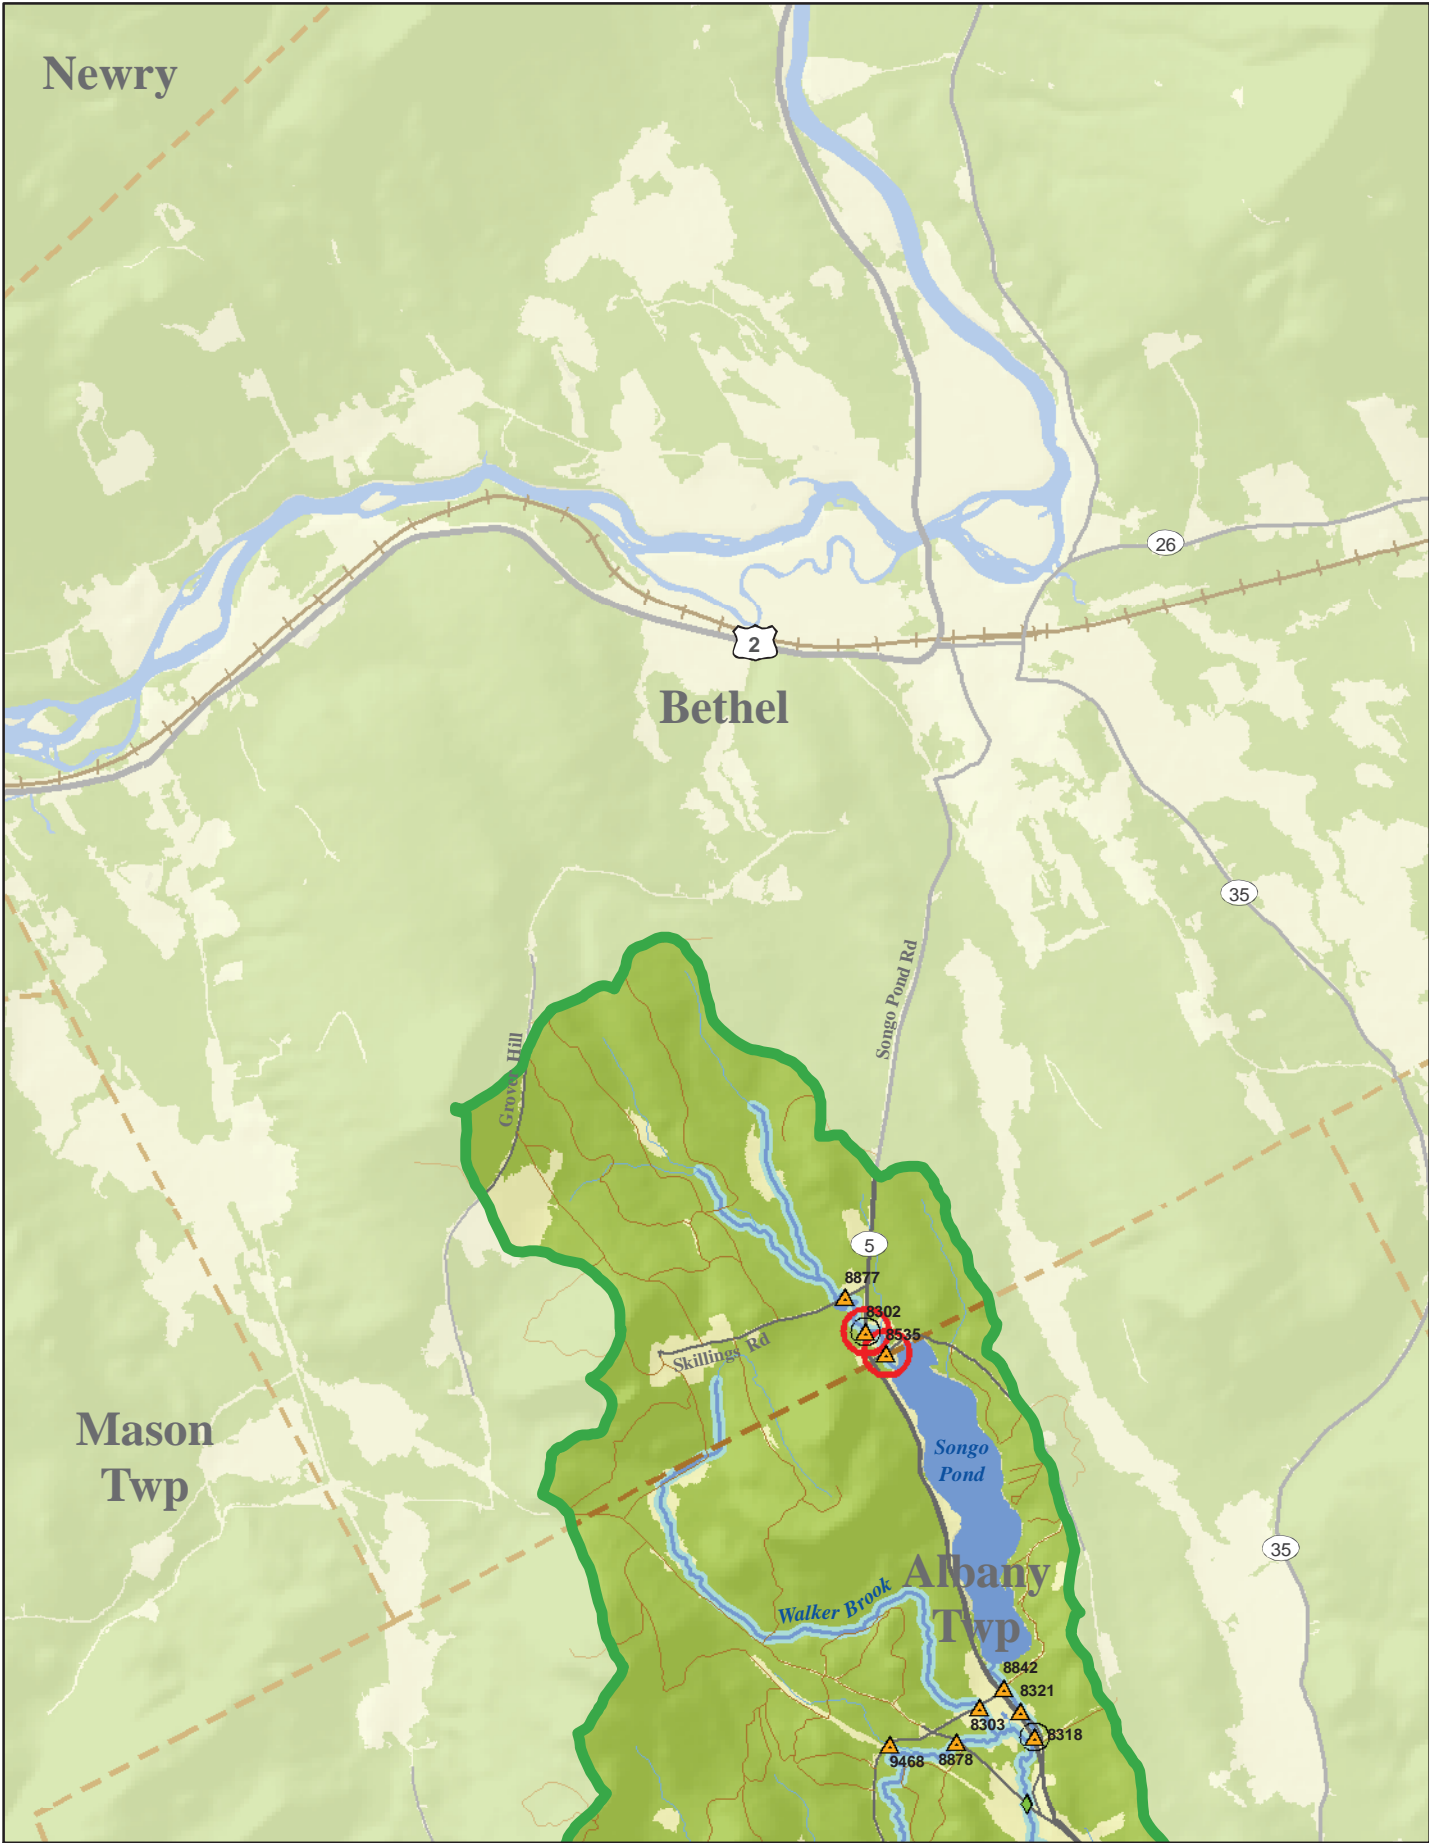 Newry
26
2
Bethel
35
Songo Pond Rd
Grover Hill
5
8877
8302
8535
Skillings Rd
Mason
Twp
Songo
Pond
35
Albany
Twp
Walker Brook
8842
8321
8303
8318
9468
8878